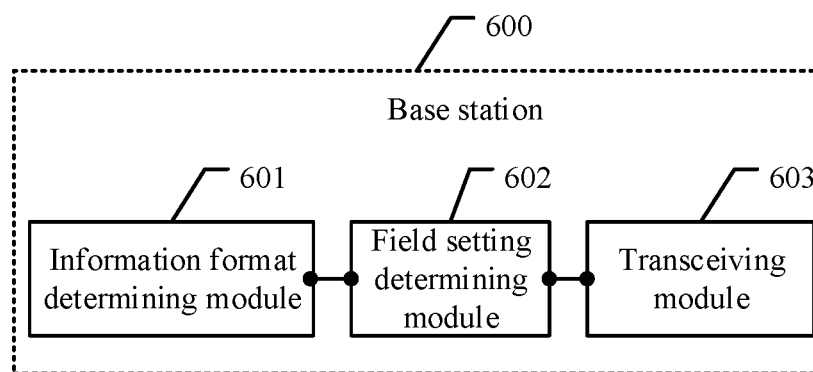 600
Base station
601
602
603
Information format
determining module
Field setting
determining
module
Transceiving
module